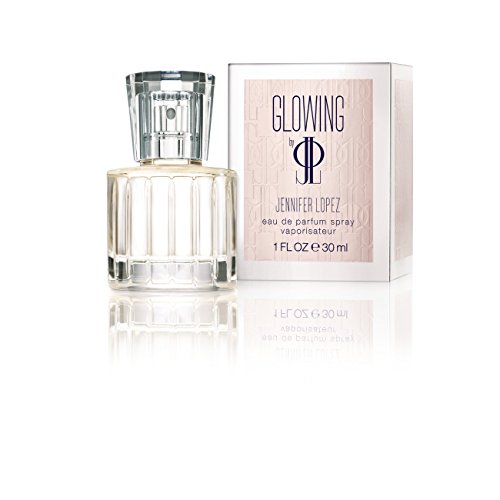 GLOWING
by JLO
JENNIFER LOPEZ
eau de parfum spray
vaporisateur
1 FL OZ ℮ 30 ml